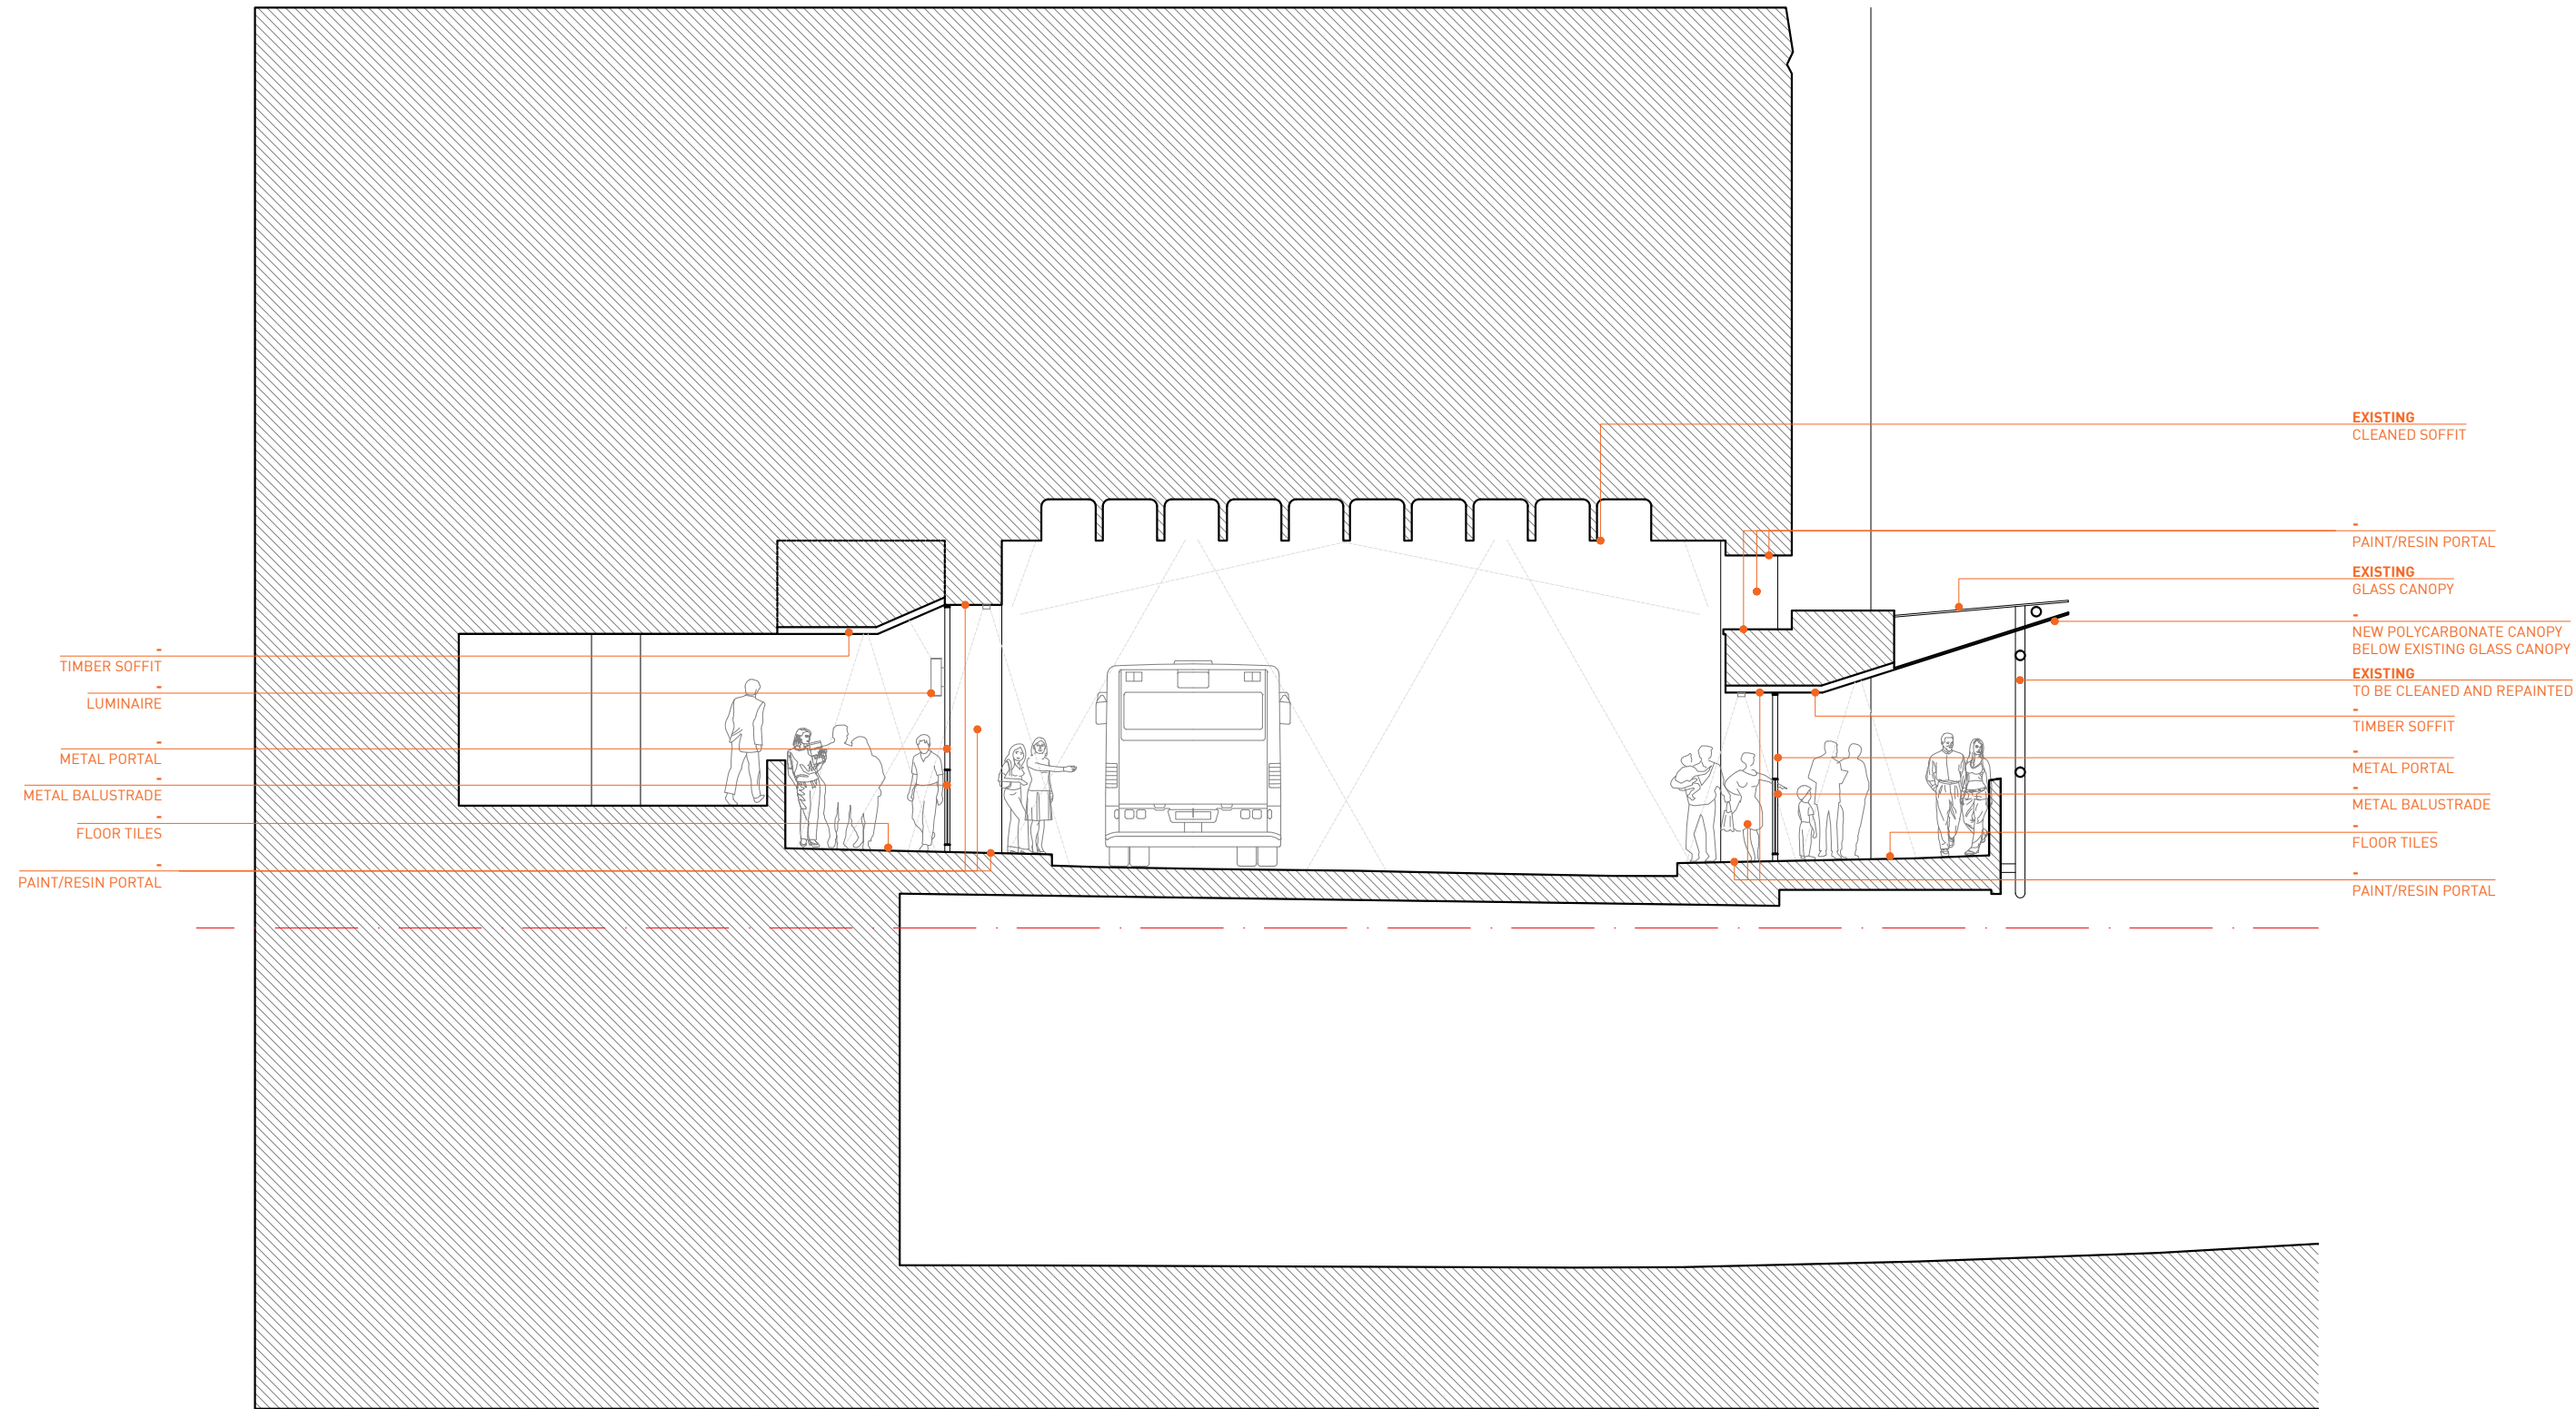 -
TIMBER SOFFIT
-
LUMINAIRE
-
METAL PORTAL
-
METAL BALUSTRADE
-
FLOOR TILES
-
PAINT/RESIN PORTAL
EXISTING
CLEANED SOFFIT
-
PAINT/RESIN PORTAL
EXISTING
GLASS CANOPY
-
NEW POLYCARBONATE CANOPY
BELOW EXISTING GLASS CANOPY
EXISTING
TO BE CLEANED AND REPAINTED
-
TIMBER SOFFIT
-
METAL PORTAL
-
METAL BALUSTRADE
-
FLOOR TILES
-
PAINT/RESIN PORTAL